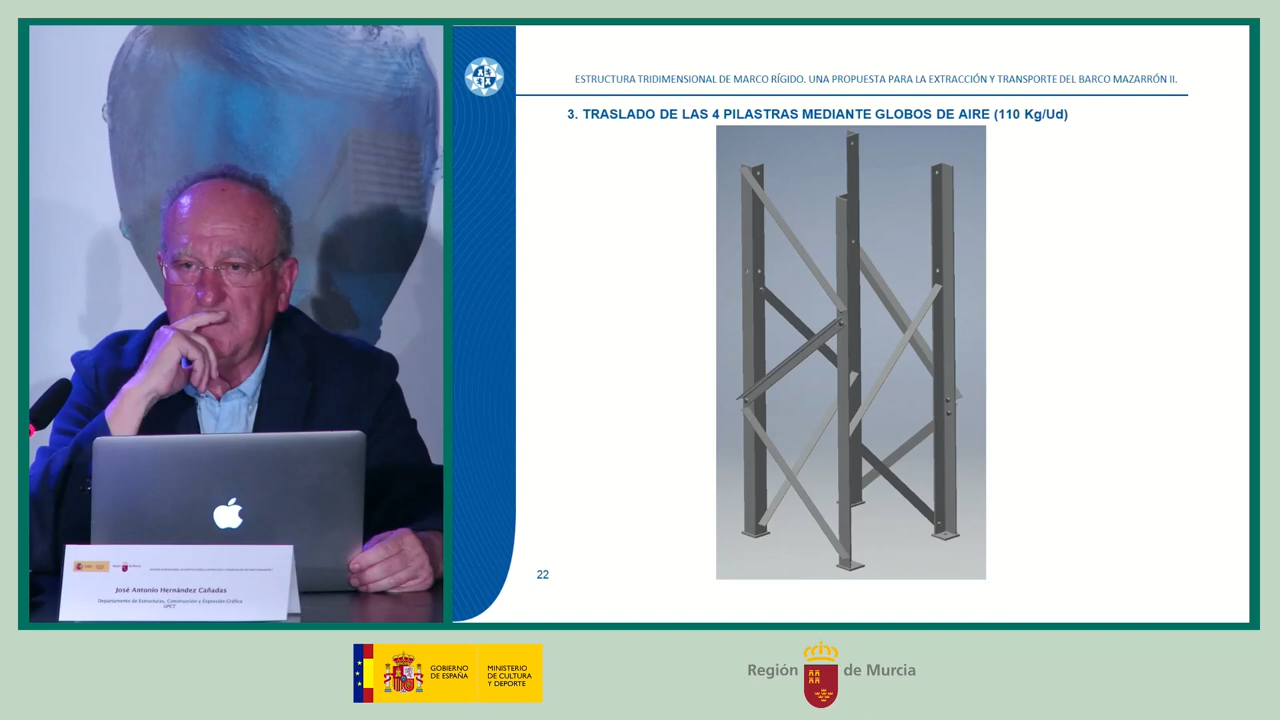 ESTRUCTURA TRIDIMENSIONAL DE MARCO RÍGIDO. UNA PROPUESTA PARA LA EXTRACCIÓN Y TRANSPORTE DEL BARCO MAZARRÓN II.
3. TRASLADO DE LAS 4 PILASTRAS MEDIANTE GLOBOS DE AIRE (110 Kg/Ud)
22
José Antonio Hernández Cañadas
Departamento de Estructuras, Construcción y Expresión Gráfica
UPCT
GOBIERNO
DE ESPAÑA
MINISTERIO
DE CULTURA
Y DEPORTE
Región de Murcia